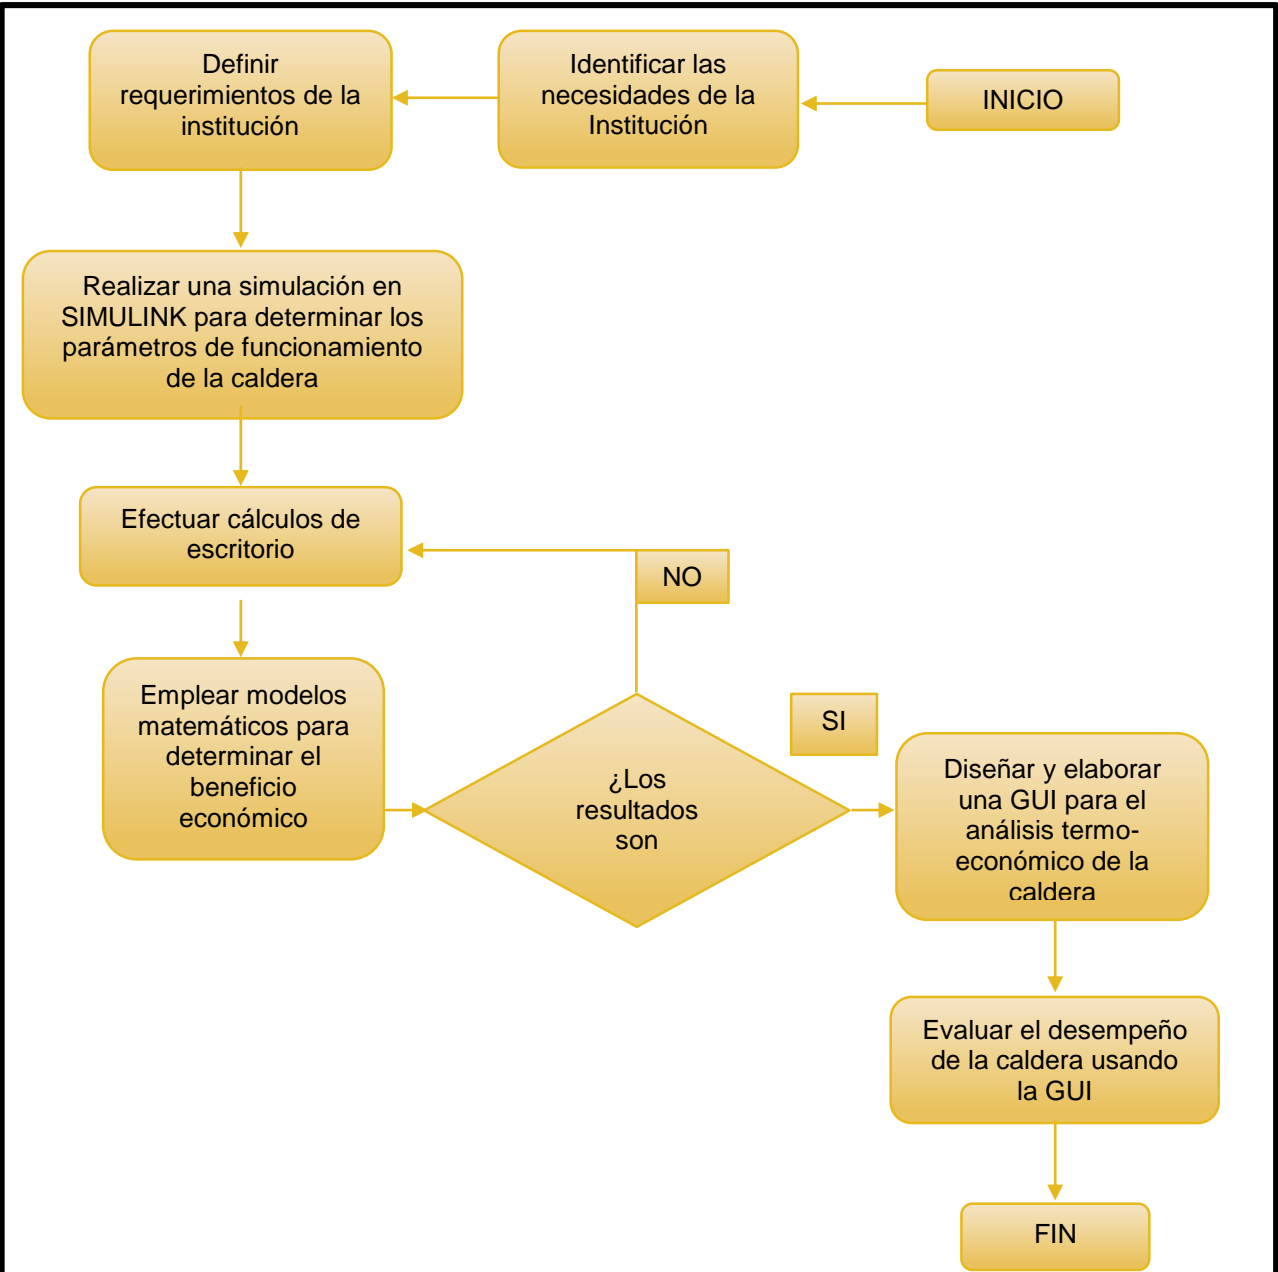 INICIO
Identificar las
necesidades de la
Institución
Definir
requerimientos de la
institución
Realizar una simulación en
SIMULINK para determinar los
parámetros de funcionamiento
de la caldera
Efectuar cálculos de
escritorio
Emplear modelos
matemáticos para
determinar el
beneficio
económico
¿Los
resultados
son
NO
SI
Diseñar y elaborar
una GUI para el
análisis termo-
económico de la
caldera
Evaluar el desempeño
de la caldera usando
la GUI
FIN